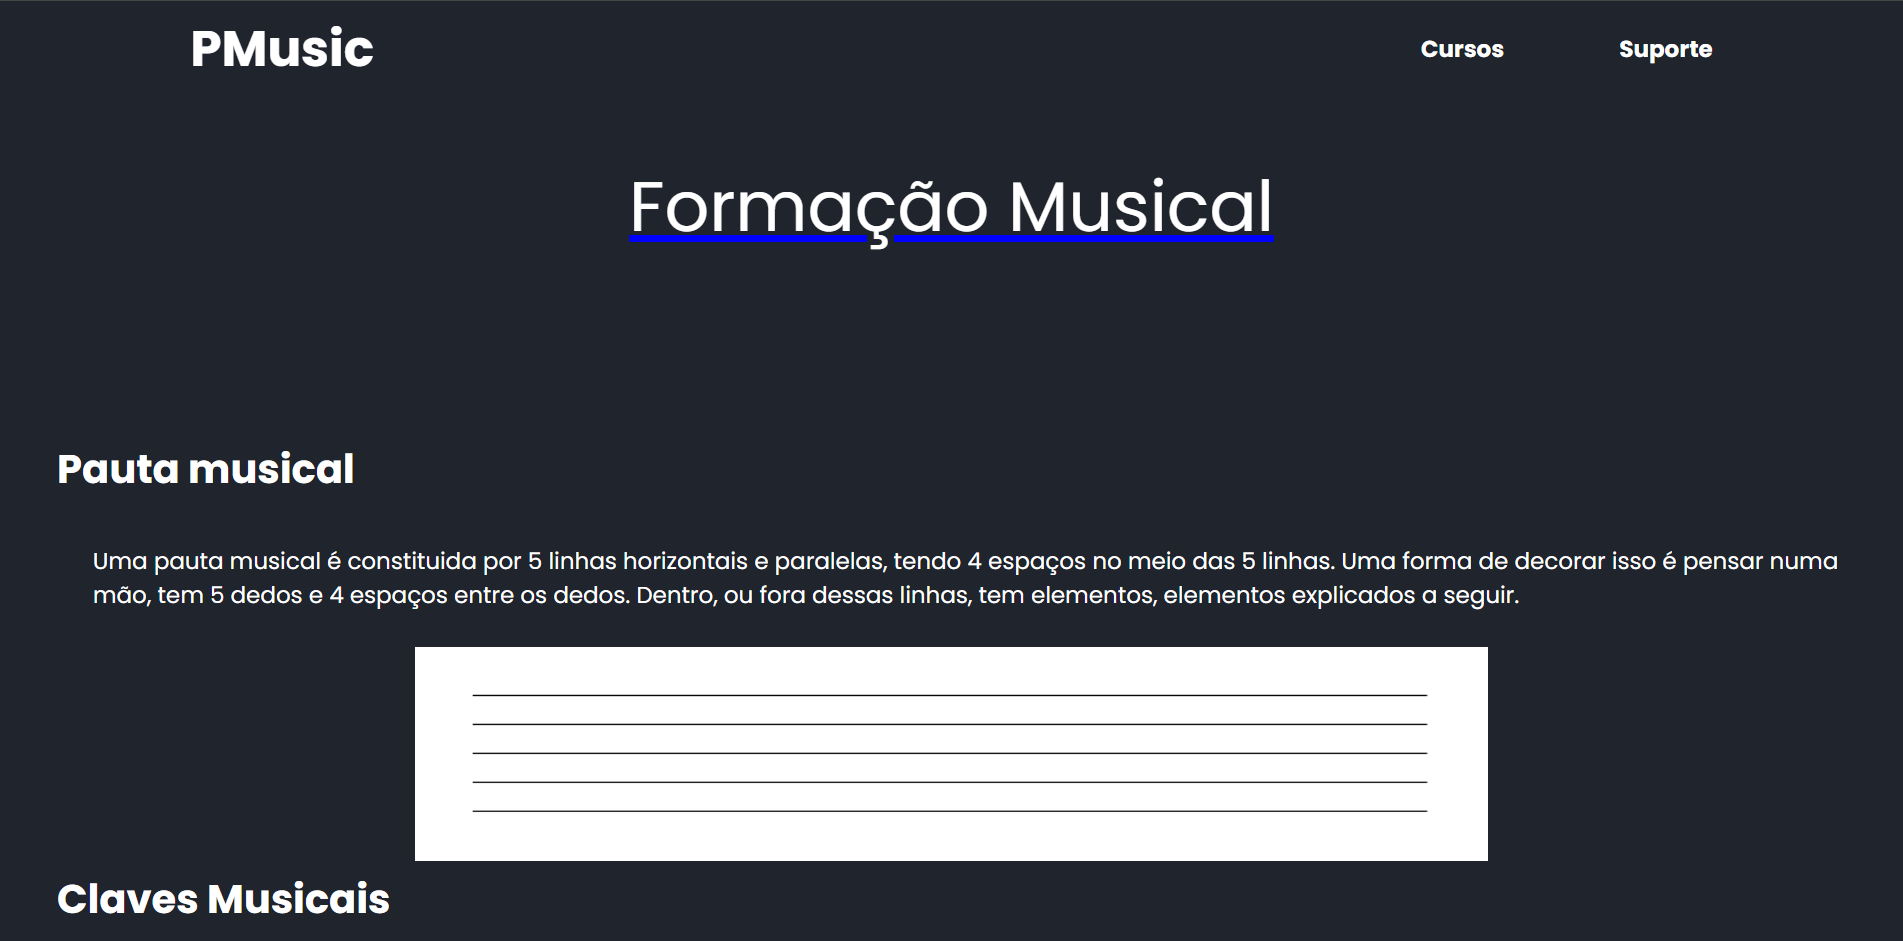 PMusic
Cursos
Suporte
Formação Musical
Pauta musical
Uma pauta musical é constituida por 5 linhas horizontais e paralelas, tendo 4 espaços no meio das 5 linhas. Uma forma de decorar isso é pensar numa
mão, tem 5 dedos e 4 espaços entre os dedos. Dentro, ou fora dessas linhas, tem elementos, elementos explicados a seguir.
Claves Musicais